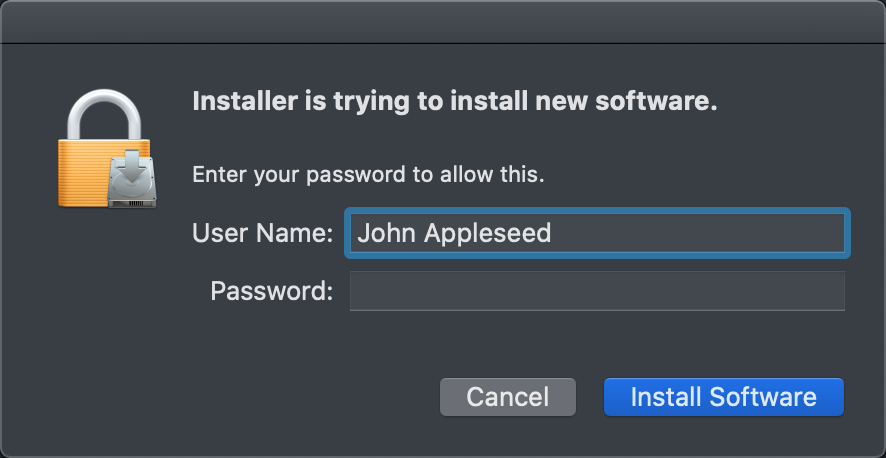 Installer is trying to install new software.
Enter your password to allow this.
User Name: John Appleseed
Password:
Cancel Install Software